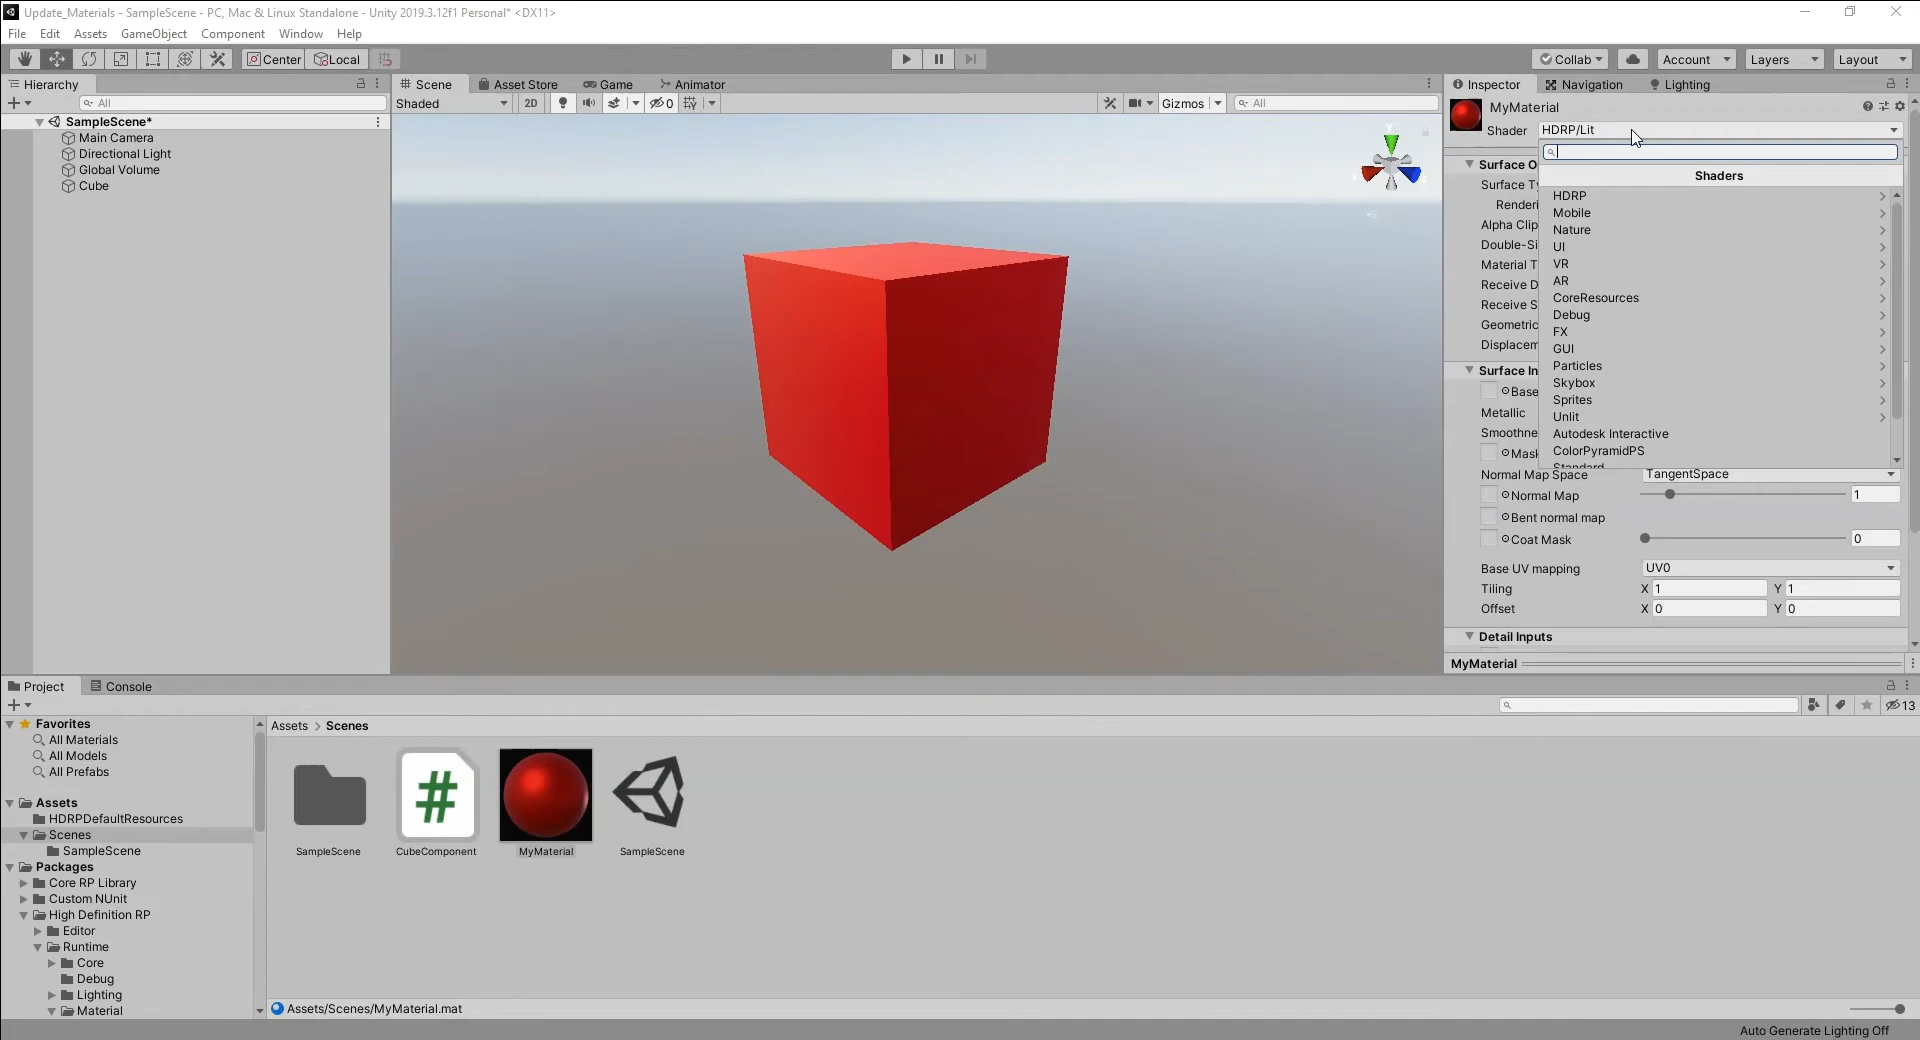 Update_Materials - SampleScene - PC, Mac & Linux Standalone - Unity 2019.3.12f1 Personal* <DX11>
File Edit Assets GameObject Component Window Help
Center Local Collab Account Layers Layout
Hierarchy
All
SampleScene*
Main Camera
Directional Light
Global Volume
Cube
Scene Asset Store Game Animator
Shaded 2D 0 Gizmos All
y
x
Inspector Navigation Lighting
MyMaterial
Shader HDRP/Lit
Shaders
HDRP
Mobile
Nature
UI
VR
AR
CoreResources
Debug
FX
GUI
Particles
Skybox
Sprites
Unlit
Autodesk Interactive
ColorPyramidPS
Standard
Surface O
Surface Ty
Renderi
Alpha Clip
Double-Si
Material T
Receive D
Receive S
Geometric
Displacem
Surface In
Base
Metallic
Smoothne
Mask
Normal Map Space TangentSpace
Normal Map 1
Bent normal map
Coat Mask 0
Base UV mapping UV0
Tiling X 1 Y 1
Offset X 0 Y 0
Detail Inputs
MyMaterial
Project Console
13
Favorites
All Materials
All Models
All Prefabs
Assets
HDRPDefaultResources
Scenes
SampleScene
Packages
Core RP Library
Custom NUnit
High Definition RP
Editor
Runtime
Core
Debug
Lighting
Material
Assets > Scenes
SampleScene CubeComponent MyMaterial SampleScene
Assets/Scenes/MyMaterial.mat
Auto Generate Lighting Off